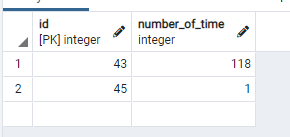 id number_of_time
[PK] integer integer
1 43 118
2 45 1